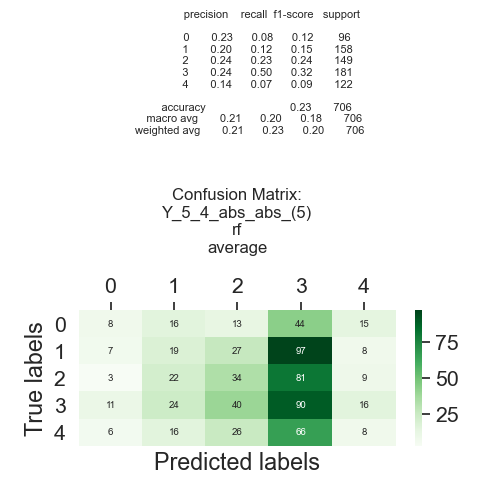 precision recall f1-score support
0 0.23 0.08 0.12 96
1 0.20 0.12 0.15 158
2 0.24 0.23 0.24 149
3 0.24 0.50 0.32 181
4 0.14 0.07 0.09 122
accuracy 0.23 706
macro avg 0.21 0.20 0.18 706
weighted avg 0.21 0.23 0.20 706
Confusion Matrix:
Y_5_4_abs_abs_(5)
rf
average
0 1 2 3 4
0 8 16 13 44 15
1 7 19 27 97 8
2 3 22 34 81 9
3 11 24 40 90 16
4 6 16 26 66 8
True labels
Predicted labels
75
50
25